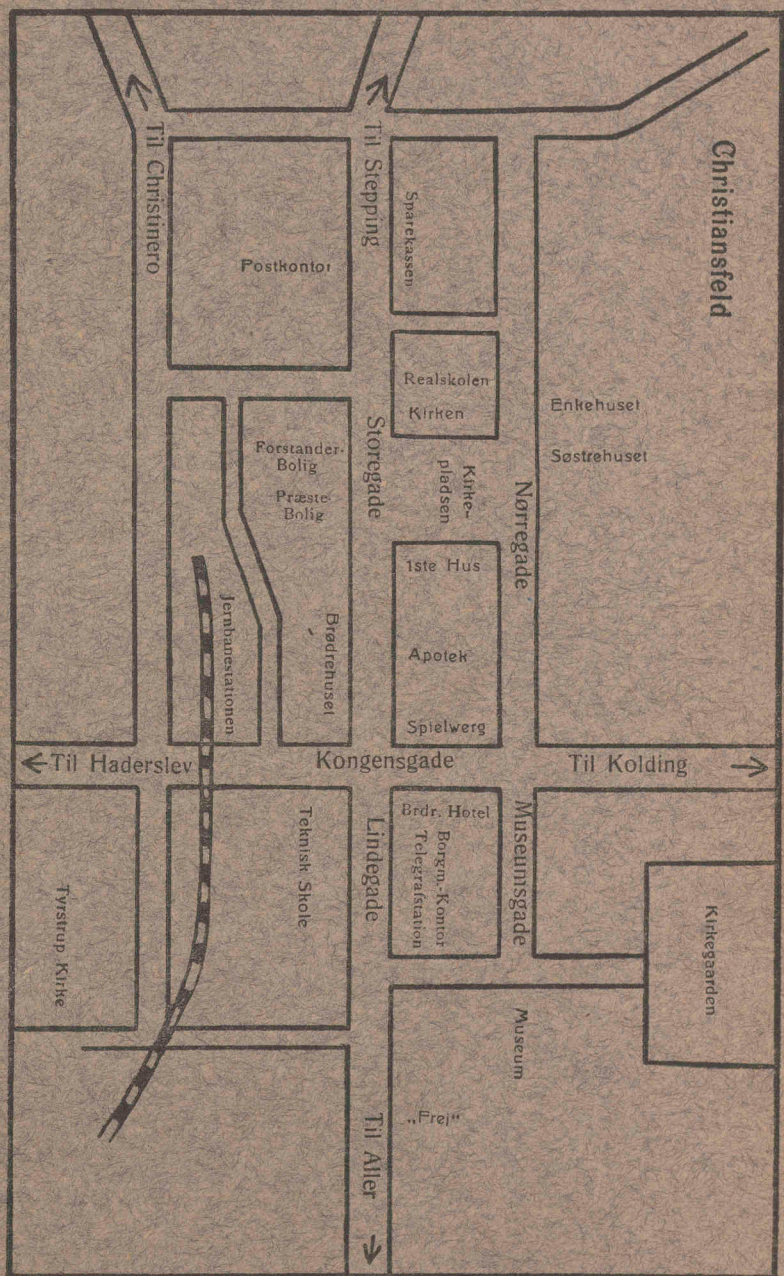 Christiansfeld
Til Christinero
Til Stepping
Sparekassen
Postkontor
Realskolen
Kirken
Enkehuset
Søstrehuset
Forstander-
Bolig
Præste-
Bolig
Storegade
Kirke-
pladsen
Nørregade
1ste Hus
Apotek
Spielwerg
Brødrehuset
Jernbanestationen
Til Haderslev
Kongensgade
Til Kolding
Teknisk Skole
Lindegade
Brdr. Hotel
Borgm.-Kontor
Telegrafstation
Museumsgade
Kirkegaarden
Tyrstrup Kirke
Museum
„Frej"
Til Aller